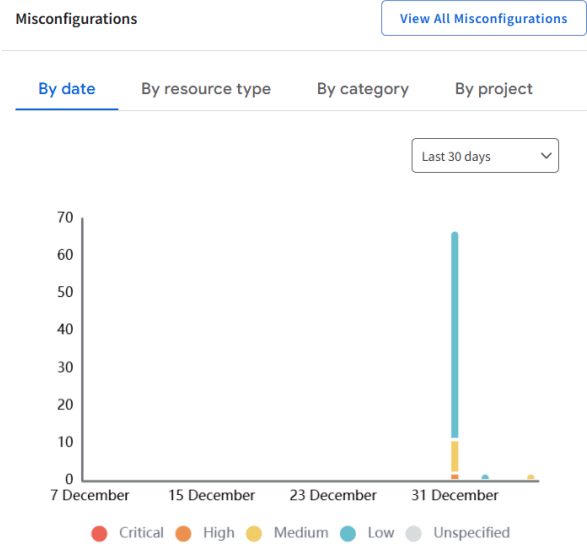 Misconfigurations
View All Misconfigurations
By date By resource type By category By project
Last 30 days
70
60
50
40
30
20
10
0
7 December 15 December 23 December 31 December
Critical High Medium Low Unspecified